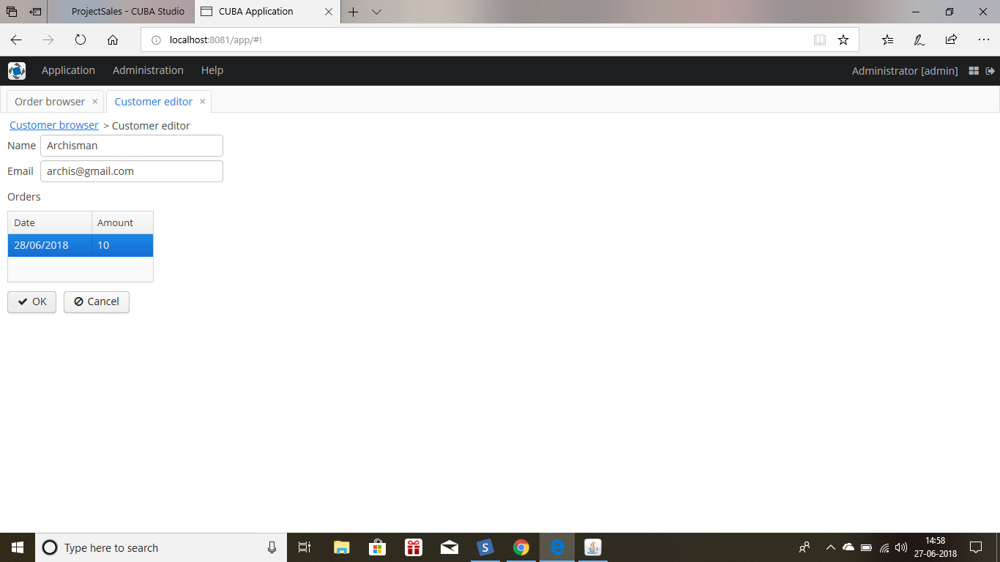 ProjectSales - CUBA Studio
CUBA Application
localhost:8081/app/#!
Application Administration Help
Administrator [admin]
Order browser
Customer editor
Customer browser > Customer editor
Name Archisman
Email archis@gmail.com
Orders
Date Amount
28/06/2018 10
OK Cancel
Type here to search
S
14:58
27-06-2018